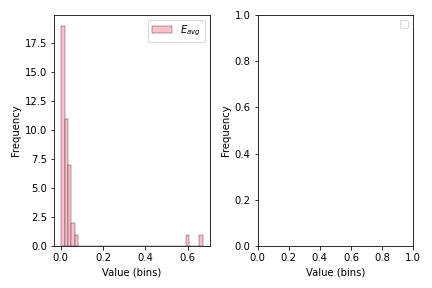 17.5
15.0
12.5
10.0
7.5
5.0
2.5
0.0
Frequency
0.0 0.2 0.4 0.6
Value (bins)
E_avg
1.0
0.8
0.6
0.4
0.2
0.0
Frequency
0.0 0.2 0.4 0.6 0.8 1.0
Value (bins)